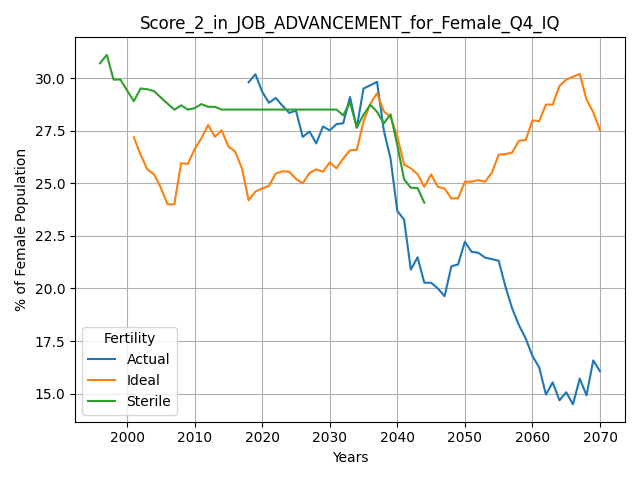 Score_2_in_JOB_ADVANCEMENT_for_Female_Q4_IQ
% of Female Population
30.0
27.5
25.0
22.5
20.0
17.5
15.0
Fertility
Actual
Ideal
Sterile
2000 2010 2020 2030 2040 2050 2060 2070
Years